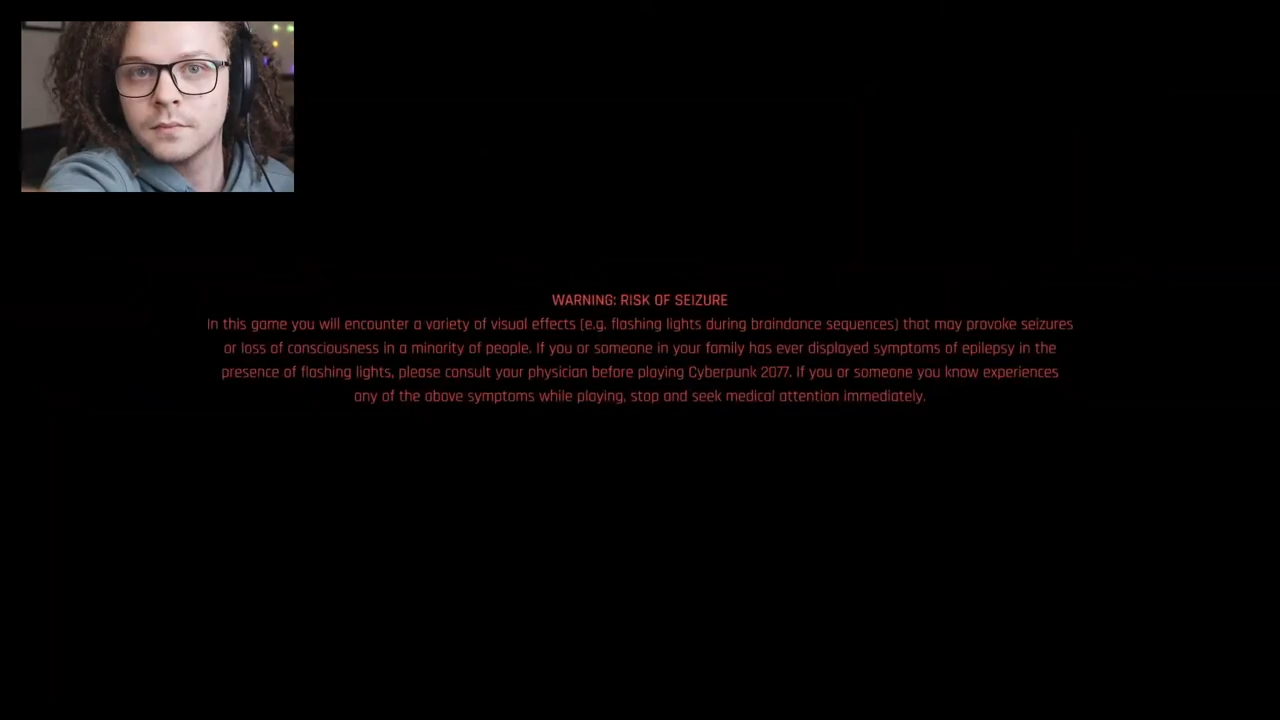 WARNING: RISK OF SEIZURE
In this game you will encounter a variety of visual effects (e.g. flashing lights during braindance sequences) that may provoke seizures
or loss of consciousness in a minority of people. If you or someone in your family has ever displayed symptoms of epilepsy in the
presence of flashing lights, please consult your physician before playing Cyberpunk 2077. If you or someone you know experiences
any of the above symptoms while playing, stop and seek medical attention immediately.